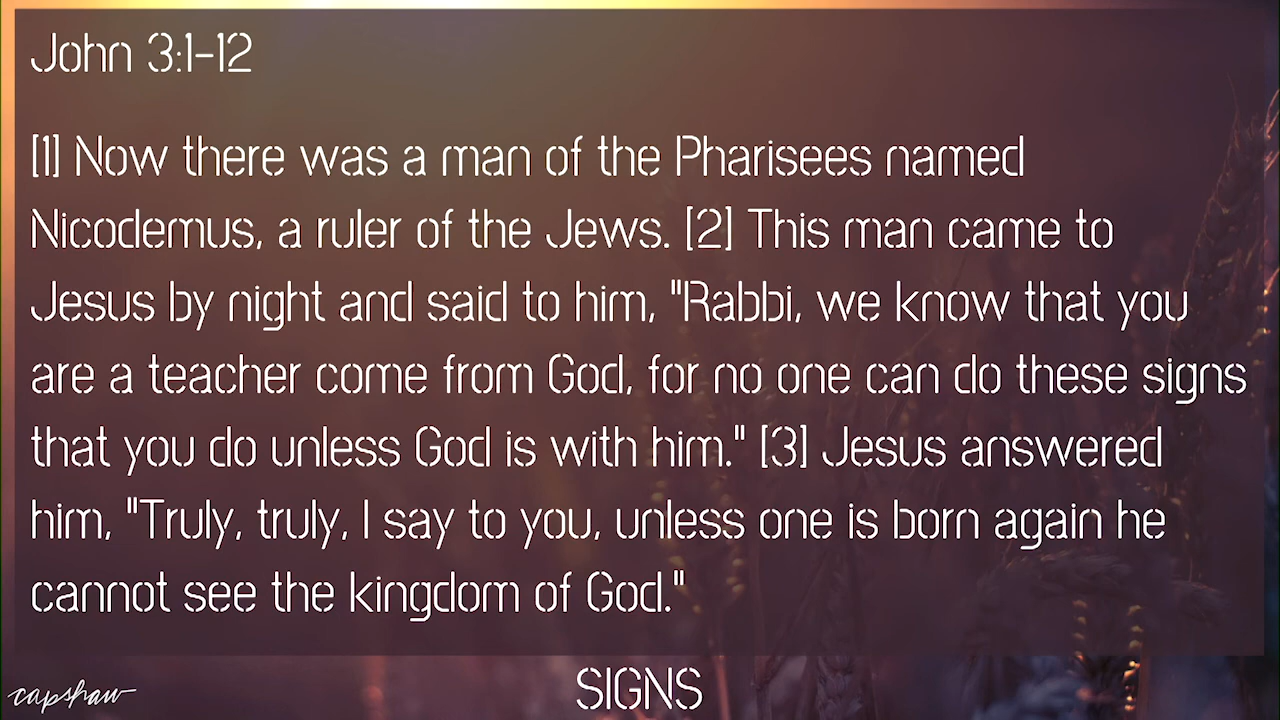 John 3:1-12
[1] Now there was a man of the Pharisees named
Nicodemus, a ruler of the Jews. [2] This man came to
Jesus by night and said to him, "Rabbi, we know that you
are a teacher come from God, for no one can do these signs
that you do unless God is with him." [3] Jesus answered
him, "Truly, truly, I say to you, unless one is born again he
cannot see the kingdom of God."
SIGNS
capshaw